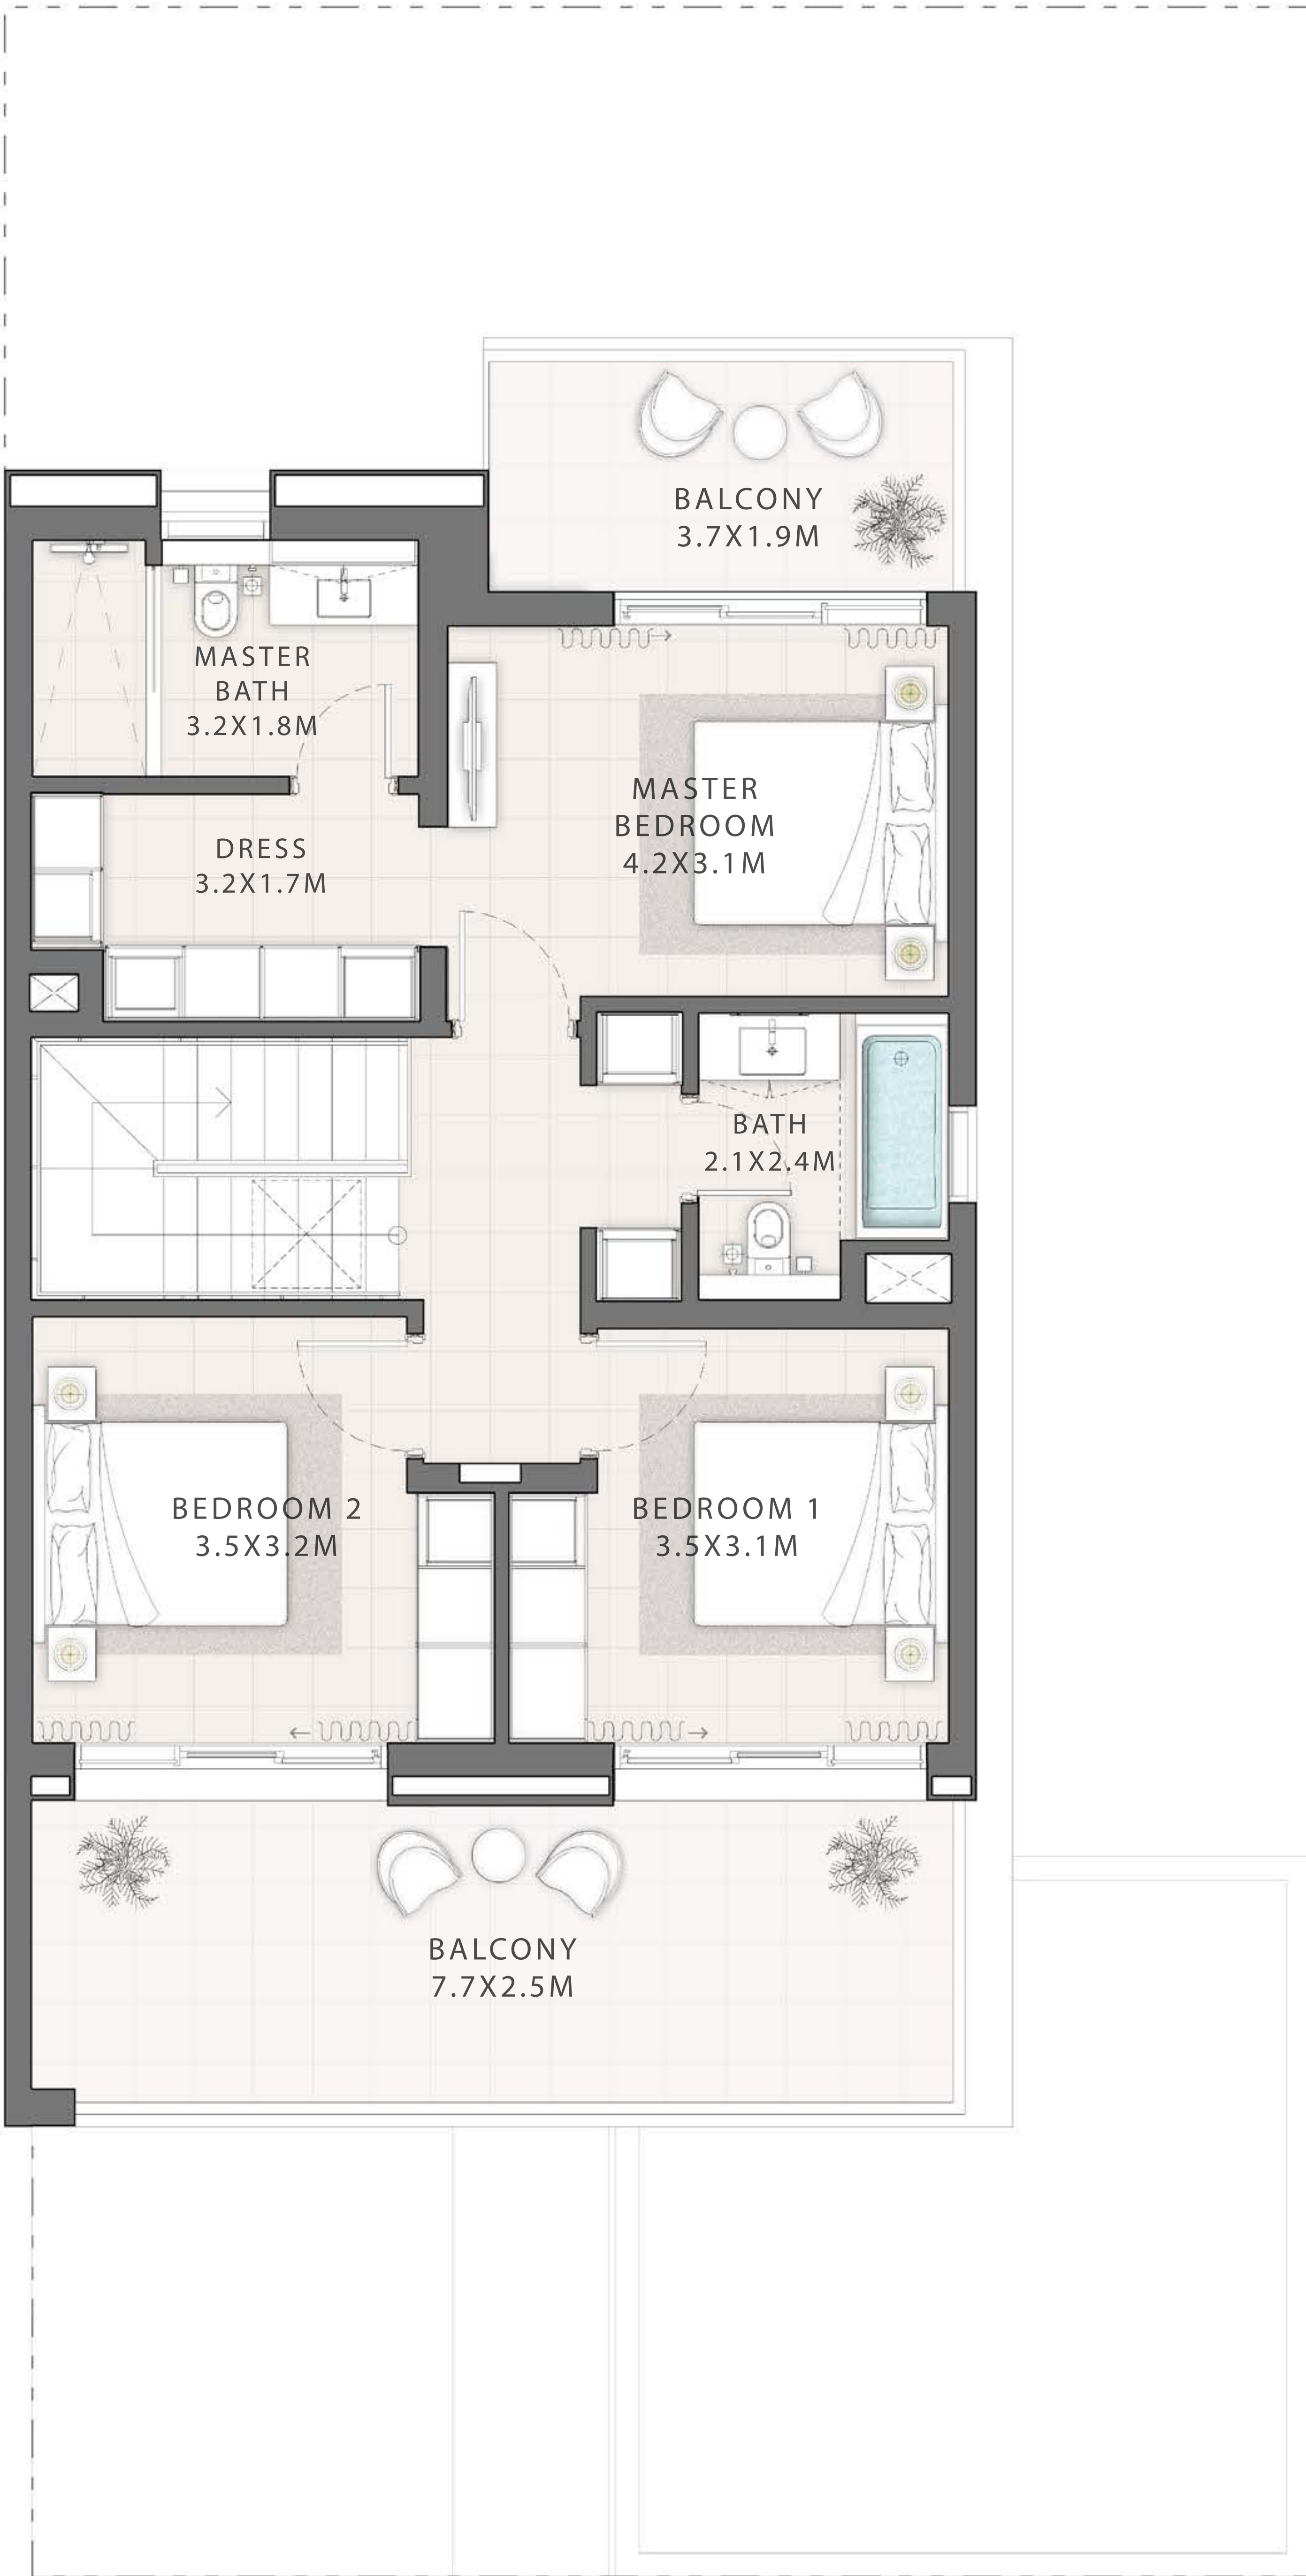 BALCONY
3.7X1.9M
MASTER
BATH
3.2X1.8M
MASTER
BEDROOM
4.2X3.1M
DRESS
3.2X1.7M
BATH
2.1X2.4M
BEDROOM 2
3.5X3.2M
BEDROOM 1
3.5X3.1M
BALCONY
7.7X2.5M